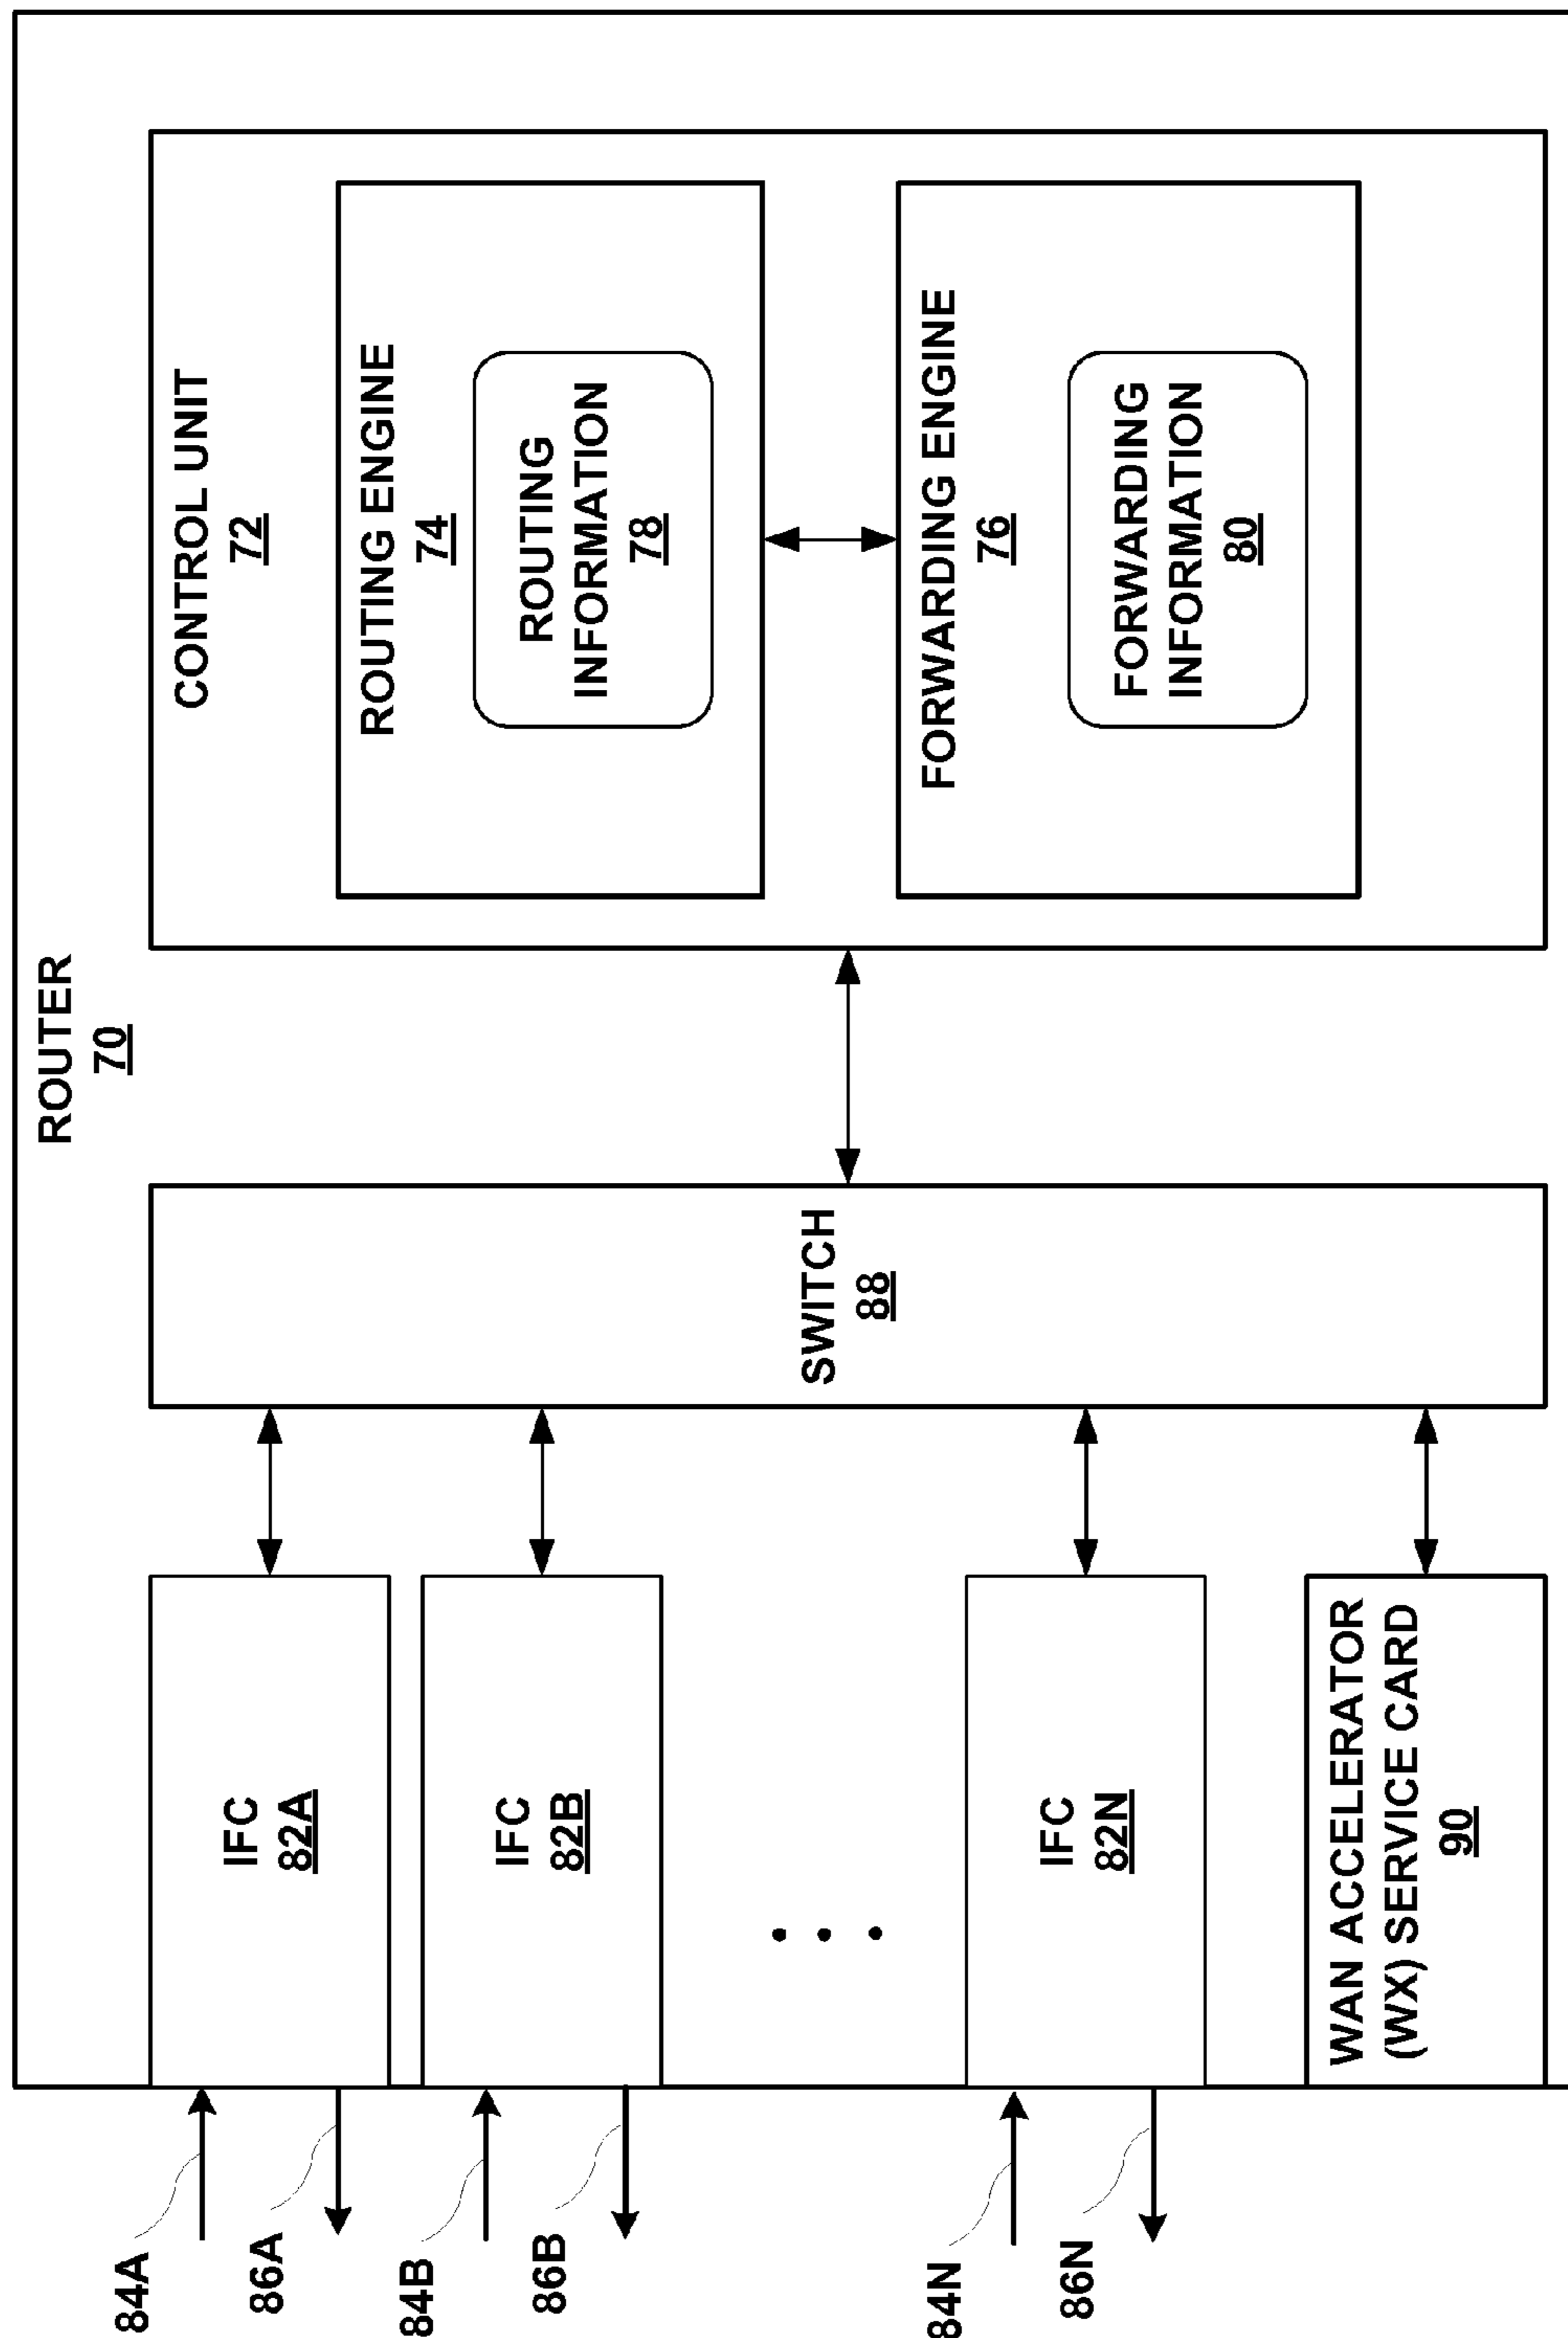 ROUTER
70
CONTROL UNIT
72
ROUTING ENGINE
74
ROUTING
INFORMATION
78
FORWARDING ENGINE
76
FORWARDING
INFORMATION
80
SWITCH
88
IFC
82A
IFC
82B
IFC
82N
WAN ACCELERATOR
(WX) SERVICE CARD
90
84A
86A
84B
86B
84N
86N